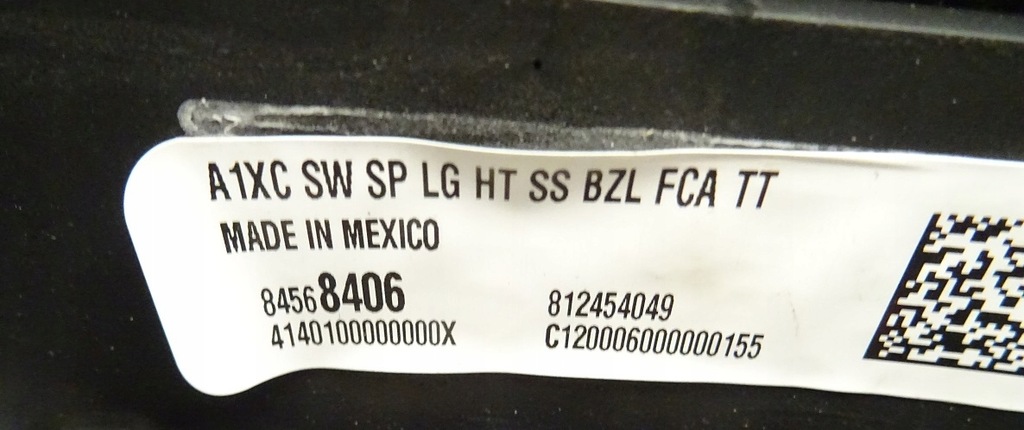 A1XC SW SP LG HT SS BZL FCA TT
MADE IN MEXICO
84568406 812454049
4140100000000X C120006000000155